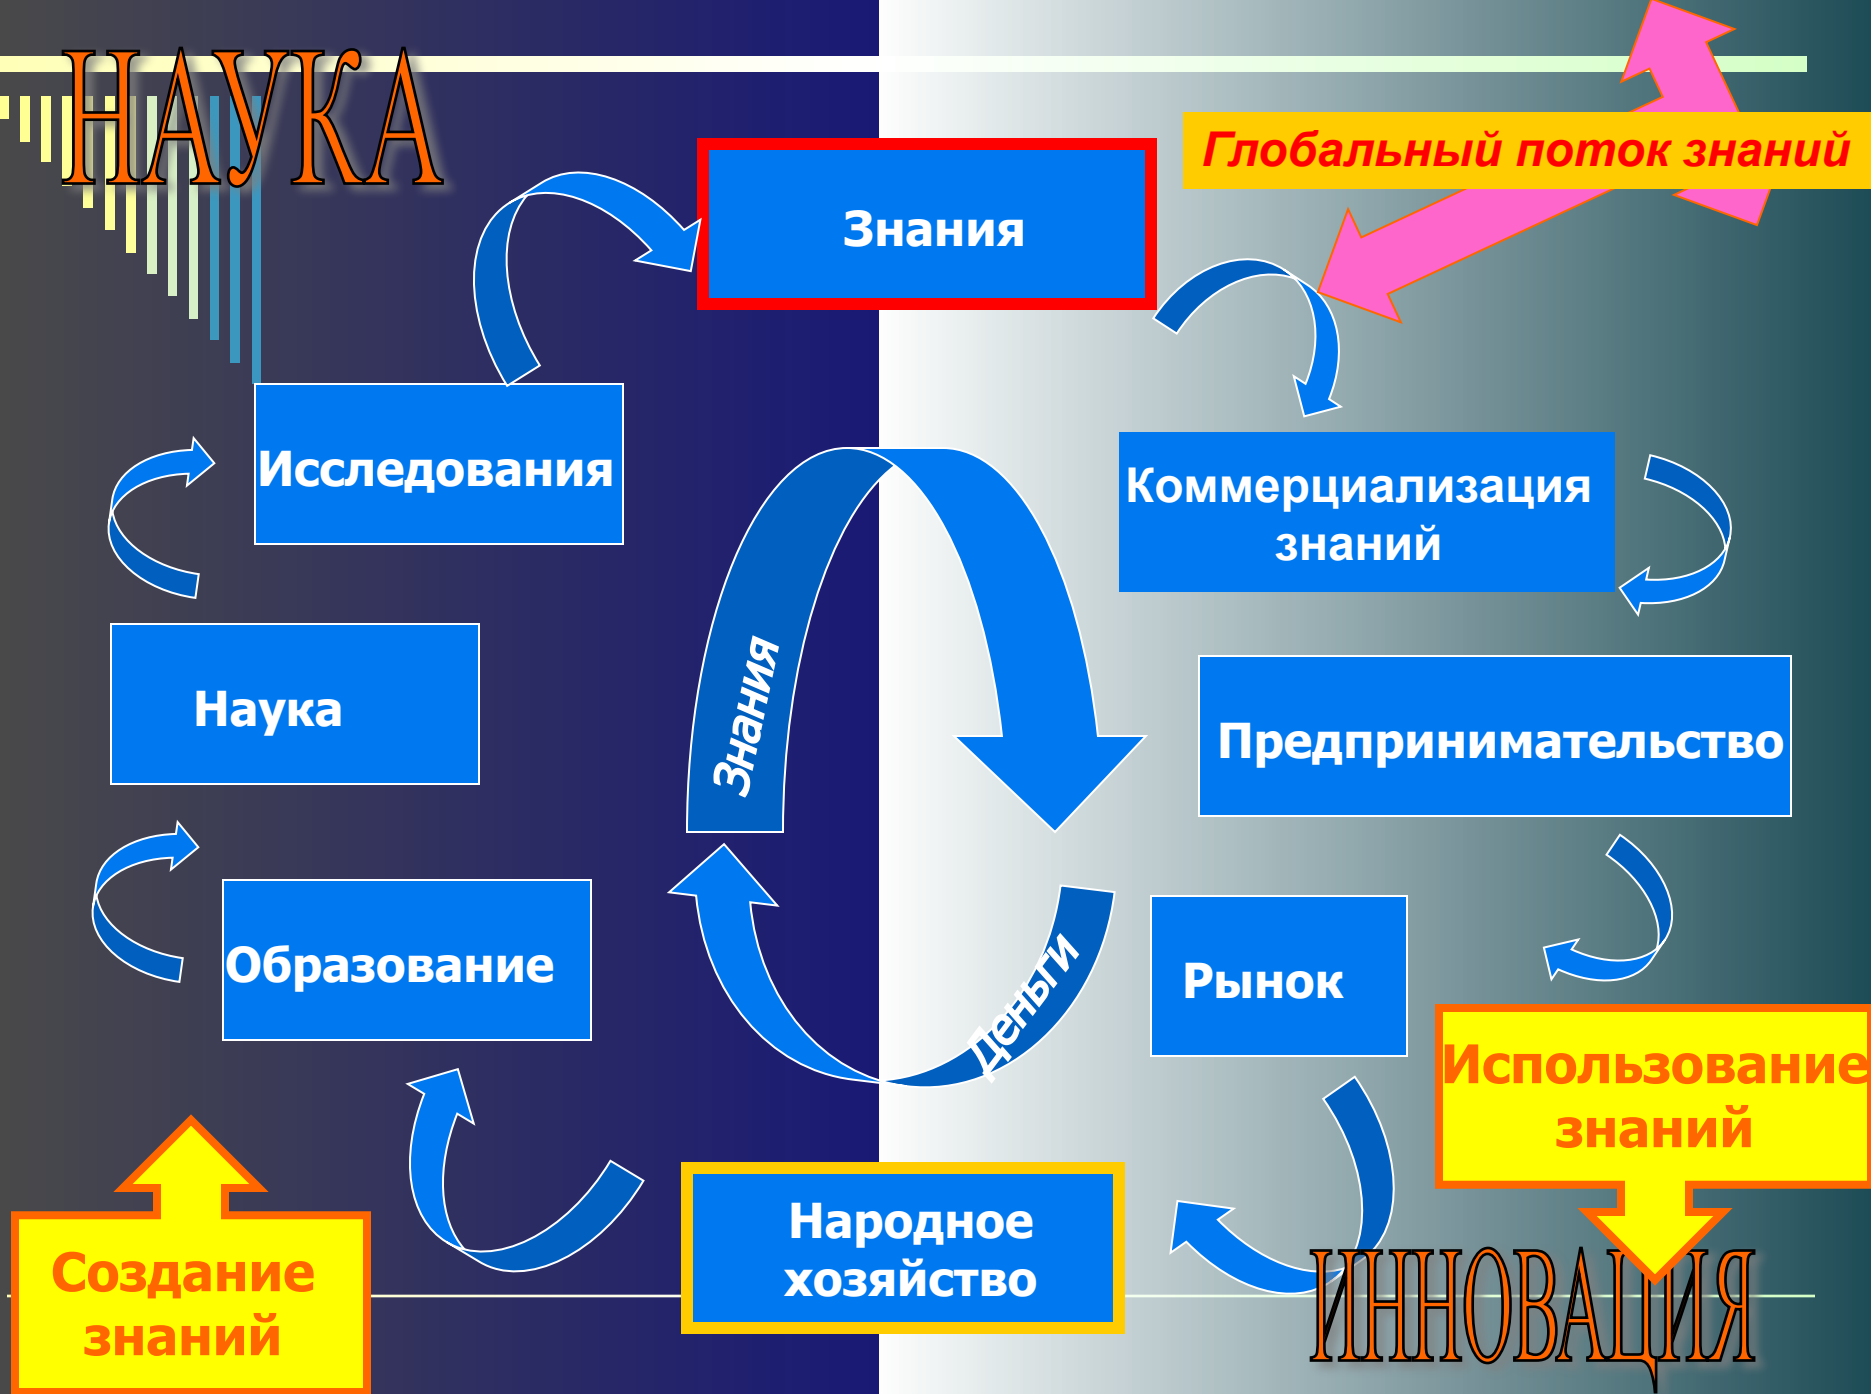 НАУКА
Глобальный поток знаний
Знания
Исследования
Коммерциализация
знаний
Знания
Наука
Предпринимательство
Образование
Деньги
Рынок
Использование
знаний
Народное
хозяйство
Создание
знаний
ИННОВАЦИЯ